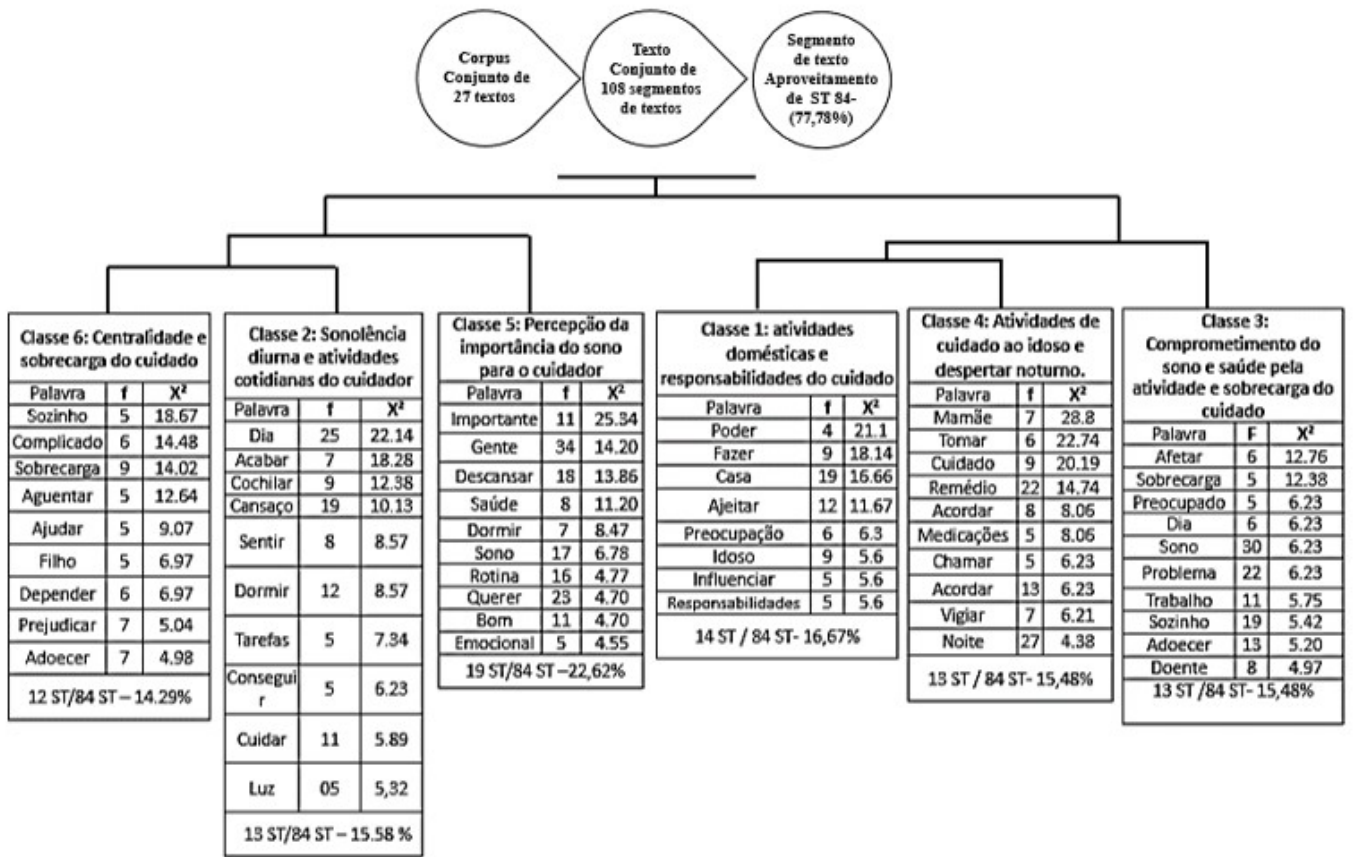 Corpus
Conjunto de
27 textos
Texto
Conjunto de
108 segmentos
de textos
Segmento
de texto
Aproveitamento
de ST 84-
(77,78%)
Classe 6: Centralidade e
sobrecarga do cuidado
Palavra f X²
Sozinho 5 18.67
Complicado 6 14.48
Sobrecarga 9 14.02
Aguentar 5 12.64
Ajudar 5 9.07
Filho 5 6.97
Depender 6 6.97
Prejudicar 7 5.04
Adoecer 7 4.98
12 ST/84 ST – 14.29%
Classe 2: Sonolência
diurna e atividades
cotidianas do cuidador
Palavra f X²
Dia 25 22.14
Acabar 7 18.28
Cochilar 9 12.38
Cansaço 19 10.13
Sentir 8 8.57
Dormir 12 8.57
Tarefas 5 7.34
Consegui
r 5 6.23
Cuidar 11 5.89
Luz 05 5,32
13 ST/84 ST – 15.58 %
Classe 5: Percepção da
importância do sono
para o cuidador
Palavra f X²
Importante 11 25.34
Gente 34 14.20
Descansar 18 13.86
Saúde 8 11.20
Dormir 7 8.47
Sono 17 6.78
Rotina 16 4.77
Querer 23 4.70
Bom 11 4.70
Emocional 5 4.55
19 ST/84 ST –22,62%
Classe 1: atividades
domésticas e
responsabilidades do cuidado
Palavra f X²
Poder 4 21.1
Fazer 9 18.14
Casa 19 16.66
Ajeitar 12 11.67
Preocupação 6 6.3
Idoso 9 5.6
Influenciar 5 5.6
Responsabilidades 5 5.6
14 ST / 84 ST- 16,67%
Classe 4: Atividades de
cuidado ao idoso e
despertar noturno.
Palavra f X²
Mamãe 7 28.8
Tomar 6 22.74
Cuidado 9 20.19
Remédio 22 14.74
Acordar 8 8.06
Medicações 5 8.06
Chamar 5 6.23
Acordar 13 6.23
Vigiar 7 6.21
Noite 27 4.38
13 ST / 84 ST- 15,48%
Classe 3:
Comprometimento do
sono e saúde pela
atividade e sobrecarga do
cuidado
Palavra F X²
Afetar 6 12.76
Sobrecarga 5 12.38
Preocupado 5 6.23
Dia 6 6.23
Sono 30 6.23
Problema 22 6.23
Trabalho 11 5.75
Sozinho 19 5.42
Adoecer 13 5.20
Doente 8 4.97
13 ST /84 ST- 15,48%